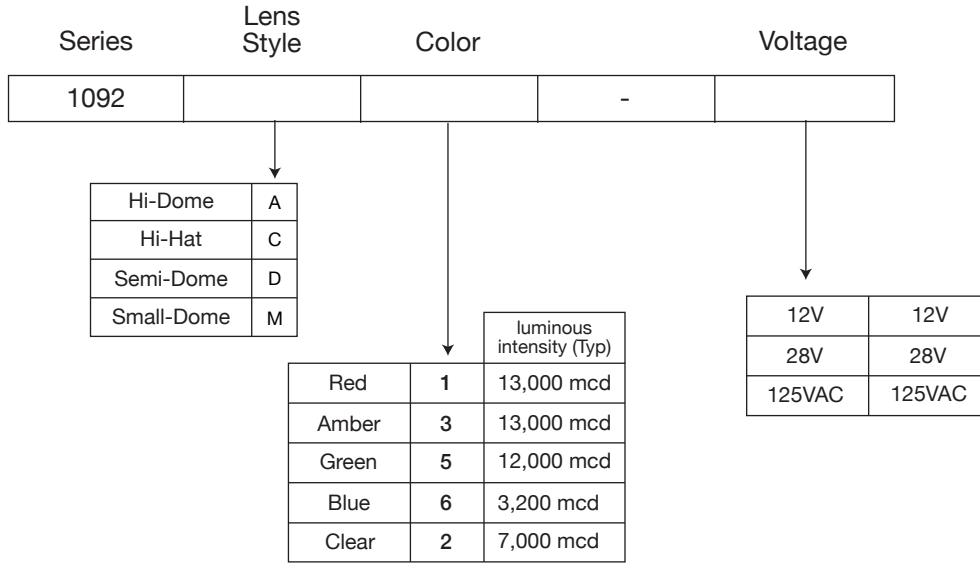 Series Lens Style Color Voltage
1092 -
Hi-Dome A
Hi-Hat C
Semi-Dome D
Small-Dome M
luminous
intensity (Typ)
Red 1 13,000 mcd
Amber 3 13,000 mcd
Green 5 12,000 mcd
Blue 6 3,200 mcd
Clear 2 7,000 mcd
12V 12V
28V 28V
125VAC 125VAC